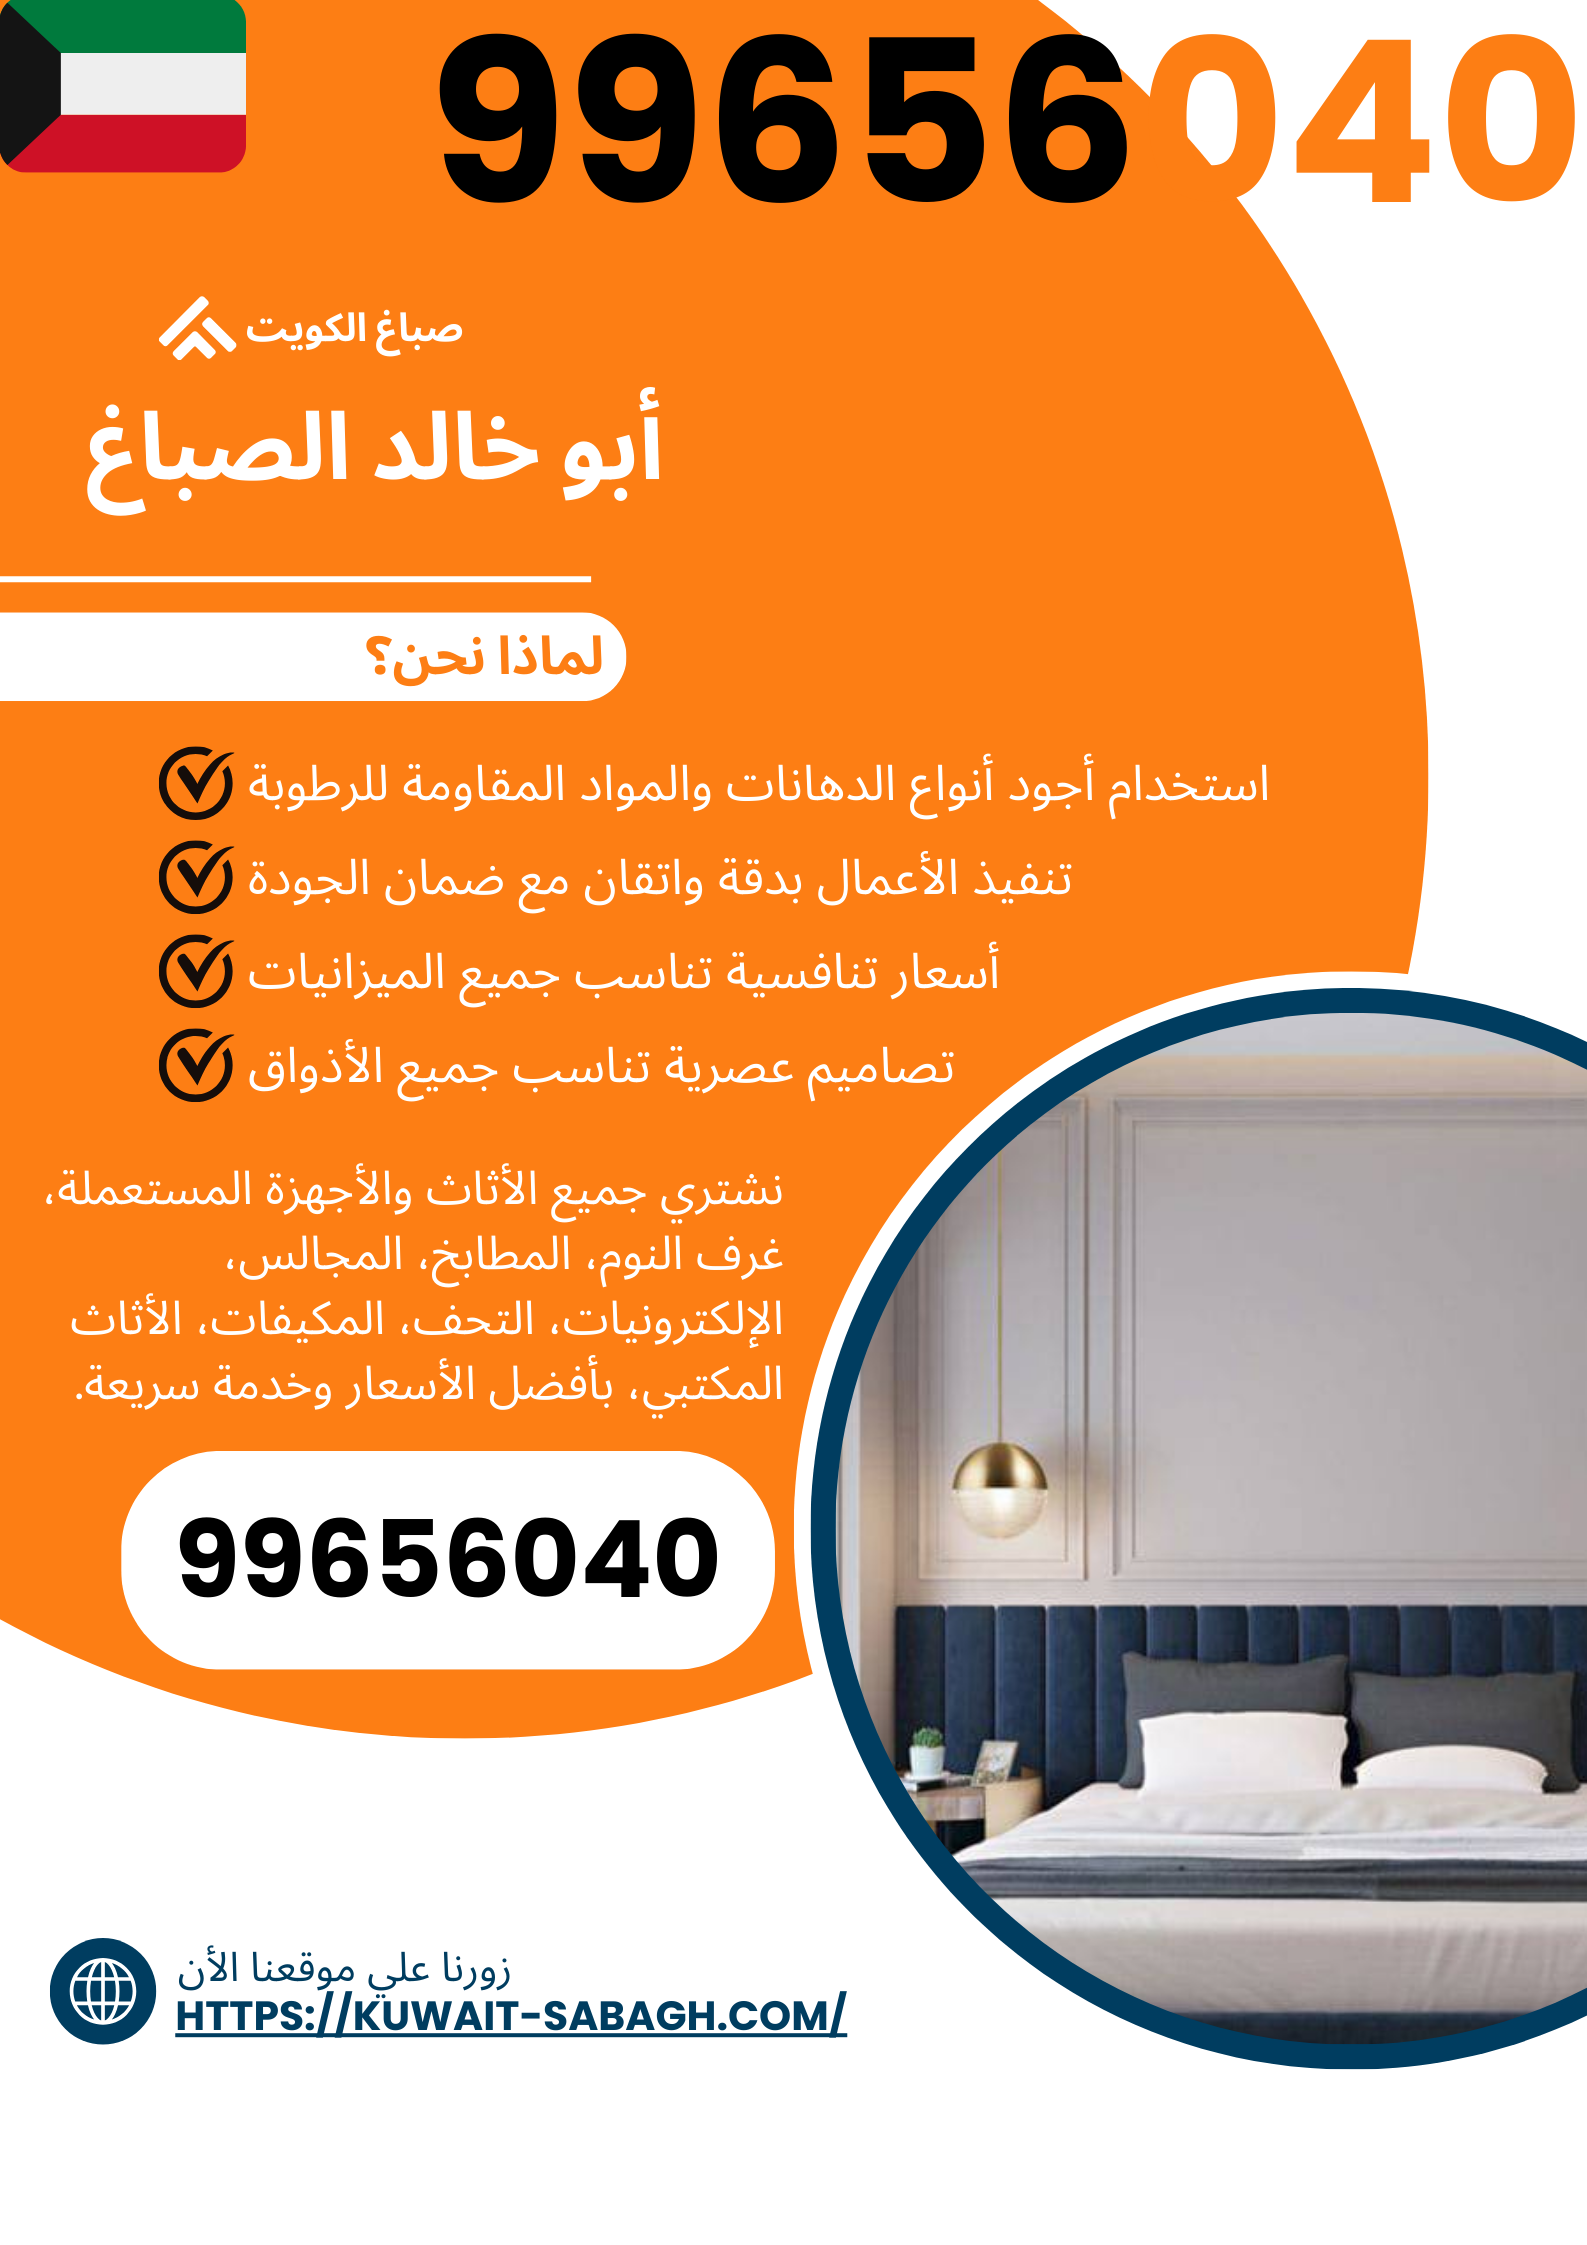 99656040
صباغ الكويت
أبو خالد الصباغ
لماذا نحن؟
استخدام أجود أنواع الدهانات والمواد المقاومة للرطوبة
تنفيذ الأعمال بدقة واتقان مع ضمان الجودة
أسعار تنافسية تناسب جميع الميزانيات
تصاميم عصرية تناسب جميع الأذواق
نشتري جميع الأثاث والأجهزة المستعملة،
غرف النوم، المطابخ، المجالس،
الإلكترونيات، التحف، المكيفات، الأثاث
المكتبي، بأفضل الأسعار وخدمة سريعة.
99656040
زورنا علي موقعنا الأن
HTTPS://KUWAIT-SABAGH.COM/